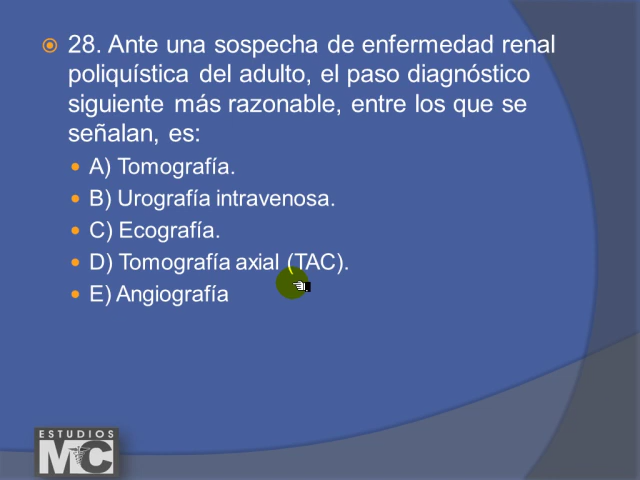 28. Ante una sospecha de enfermedad renal
poliquística del adulto, el paso diagnóstico
siguiente más razonable, entre los que se
señalan, es:
A) Tomografía.
B) Urografía intravenosa.
C) Ecografía.
D) Tomografía axial (TAC).
E) Angiografía
ESTUDIOS
MC